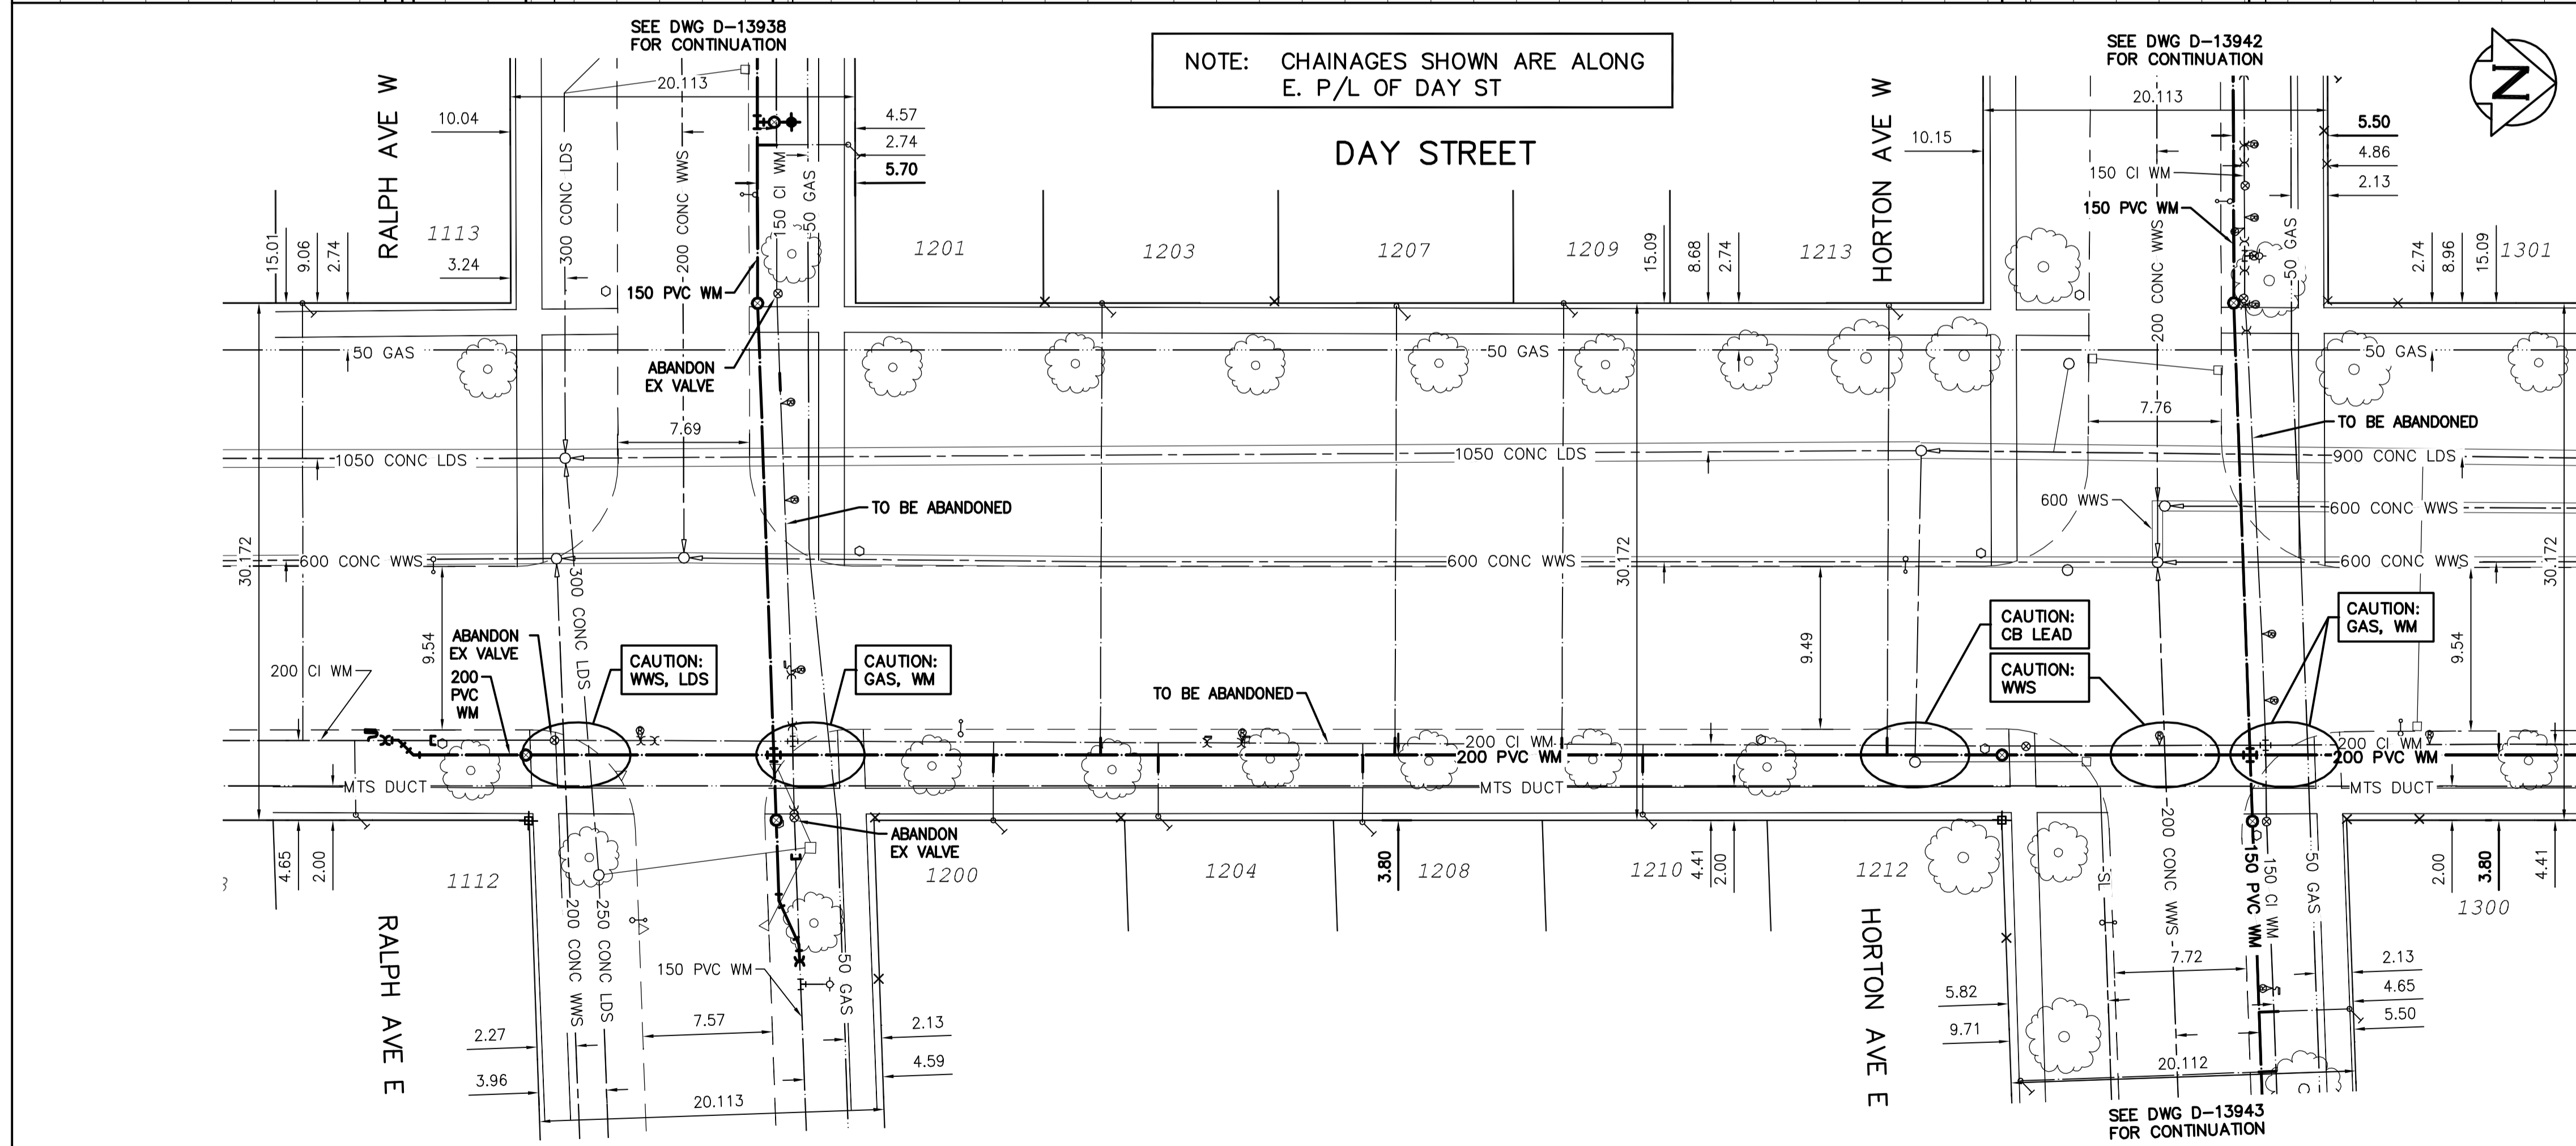 SEE DWG D-13938
FOR CONTINUATION
NOTE: CHAINAGES SHOWN ARE ALONG
E. P/L OF DAY ST
SEE DWG D-13942
FOR CONTINUATION
N
DAY STREET
RALPH AVE W
HORTON AVE W
20.113
10.04
4.57
2.74
5.70
3.24
300 CONC LDS
200 CONC WWS
150 CI WM
50 GAS
150 PVC WM
20.113
10.15
5.50
4.86
2.13
150 CI WM
150 PVC WM
200 CONC WWS
50 GAS
15.01
9.06
2.74
1113
1201
1203
1207
1209
15.09
8.68
2.74
1213
2.74
8.96
15.09
1301
50 GAS
ABANDON
EX VALVE
50 GAS
50 GAS
7.69
7.76
TO BE ABANDONED
1050 CONC LDS
1050 CONC LDS
900 CONC LDS
TO BE ABANDONED
600 WWS
600 CONC WWS
30.172
600 CONC WWS
600 CONC WWS
30.172
600 CONC WWS
30.172
300 CONC LDS
9.54
ABANDON
EX VALVE
200 CI WM
200
PVC
WM
CAUTION:
WWS, LDS
CAUTION:
GAS, WM
TO BE ABANDONED
9.49
CAUTION:
CB LEAD
CAUTION:
WWS
CAUTION:
GAS, WM
9.54
200 CI WM
200 PVC WM
200 CI WM
200 PVC WM
MTS DUCT
MTS DUCT
MTS DUCT
ABANDON
EX VALVE
4.65
2.00
1112
1200
1204
3.80
1208
1210
4.41
2.00
1212
2.00
3.80
4.41
1300
RALPH AVE E
HORTON AVE E
200 CONC WWS
250 CONC LDS
150 PVC WM
50 GAS
SL
200 CONC WWS
150 PVC WM
150 CI WM
50 GAS
2.27
7.57
2.13
4.59
3.96
20.113
7.72
2.13
4.65
5.50
5.82
9.71
20.112
SEE DWG D-13943
FOR CONTINUATION